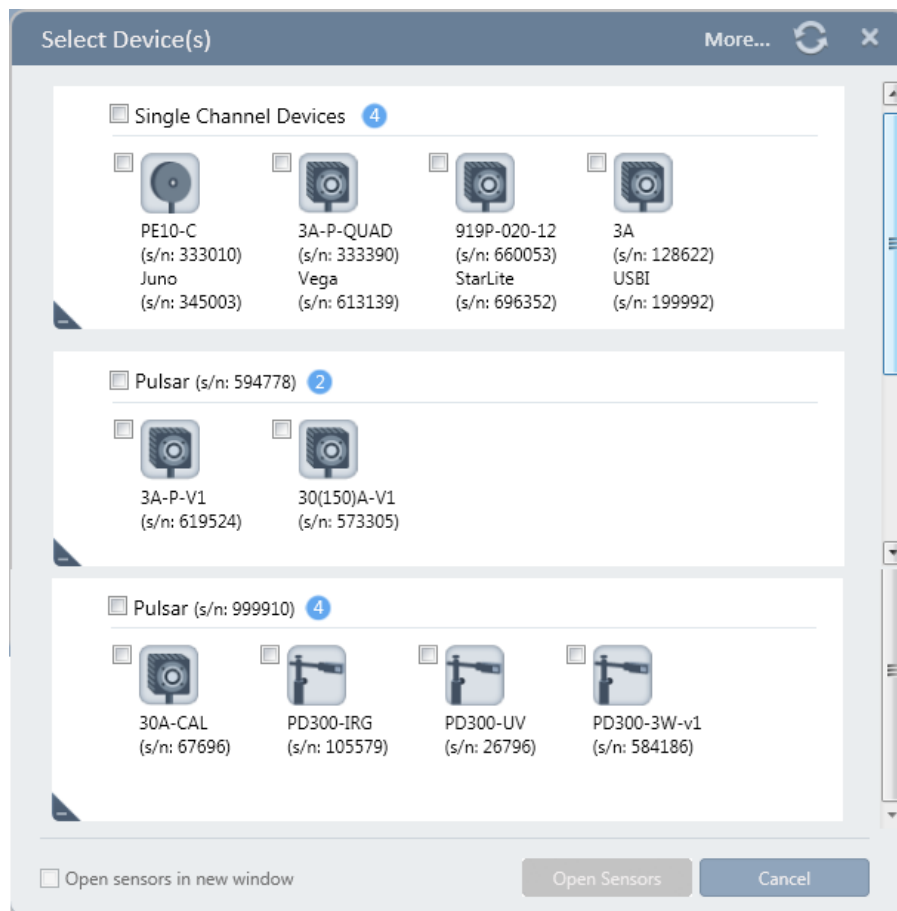 Select Device(s) More...
Single Channel Devices 4
PE10-C 3A-P-QUAD 919P-020-12 3A
(s/n: 333010) (s/n: 333390) (s/n: 660053) (s/n: 128622)
Juno Vega StarLite USBI
(s/n: 345003) (s/n: 613139) (s/n: 696352) (s/n: 199992)
Pulsar (s/n: 594778) 2
3A-P-V1 30(150)A-V1
(s/n: 619524) (s/n: 573305)
Pulsar (s/n: 999910) 4
30A-CAL PD300-IRG PD300-UV PD300-3W-v1
(s/n: 67696) (s/n: 105579) (s/n: 26796) (s/n: 584186)
Open sensors in new window Open Sensors Cancel